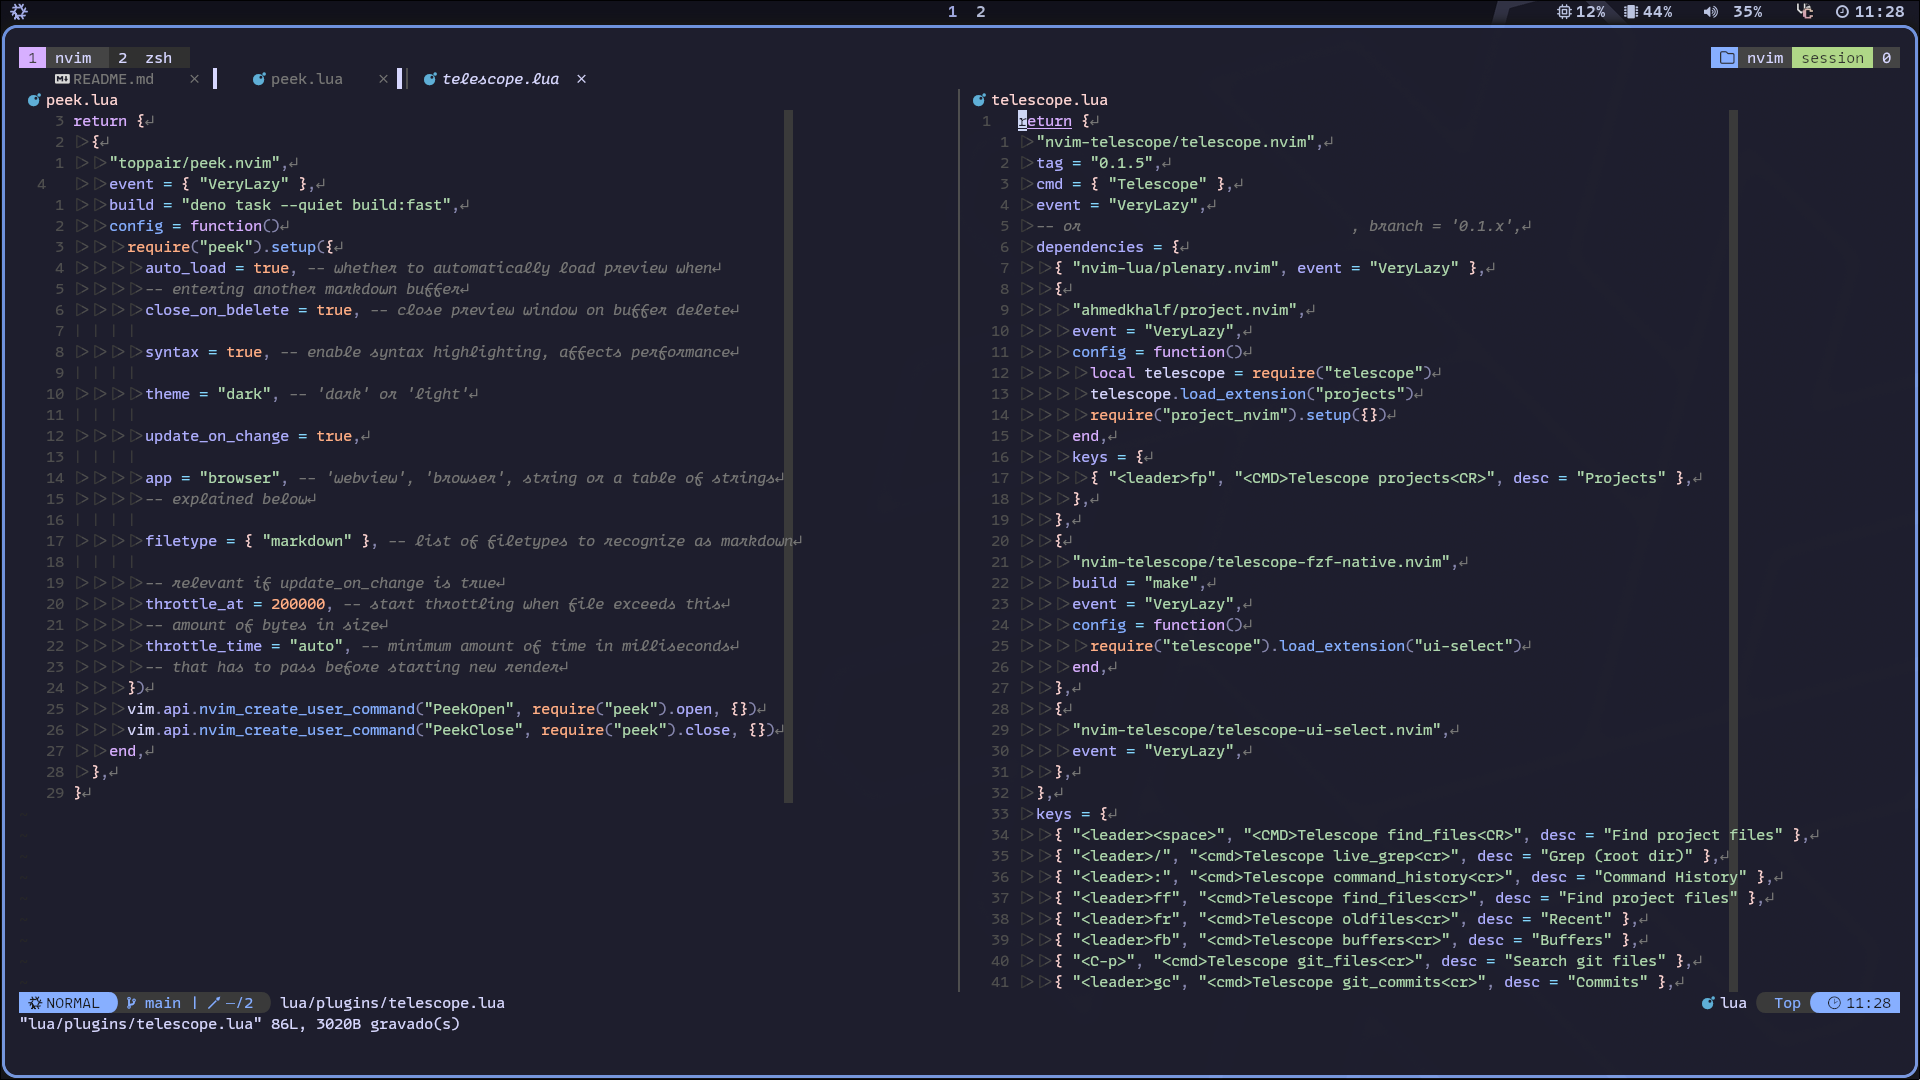 1 2
12% 44% 35% 11:28
1 nvim 2 zsh
nvim session 0
README.md × peek.lua × telescope.lua ×
peek.lua
3 return {↵
2 ▷{↵
1 ▷▷"toppair/peek.nvim",↵
4 ▷▷event = { "VeryLazy" },↵
1 ▷▷build = "deno task --quiet build:fast",↵
2 ▷▷config = function()↵
3 ▷▷▷require("peek").setup({↵
4 ▷▷▷▷auto_load = true, -- whether to automatically load preview when↵
5 ▷▷▷▷-- entering another markdown buffer↵
6 ▷▷▷▷close_on_bdelete = true, -- close preview window on buffer delete↵
7 | | | |
8 ▷▷▷▷syntax = true, -- enable syntax highlighting, affects performance↵
9 | | | |
10 ▷▷▷▷theme = "dark", -- 'dark' or 'light'↵
11 | | | |
12 ▷▷▷▷update_on_change = true,↵
13 | | | |
14 ▷▷▷▷app = "browser", -- 'webview', 'browser', string or a table of strings↵
15 ▷▷▷▷-- explained below↵
16 | | | |
17 ▷▷▷▷filetype = { "markdown" }, -- list of filetypes to recognize as markdown↵
18 | | | |
19 ▷▷▷▷-- relevant if update_on_change is true↵
20 ▷▷▷▷throttle_at = 200000, -- start throttling when file exceeds this↵
21 ▷▷▷▷-- amount of bytes in size↵
22 ▷▷▷▷throttle_time = "auto", -- minimum amount of time in milliseconds↵
23 ▷▷▷▷-- that has to pass before starting new render↵
24 ▷▷▷})↵
25 ▷▷▷vim.api.nvim_create_user_command("PeekOpen", require("peek").open, {})↵
26 ▷▷▷vim.api.nvim_create_user_command("PeekClose", require("peek").close, {})↵
27 ▷▷end,↵
28 ▷},↵
29 }↵
telescope.lua
1 return {↵
1 ▷"nvim-telescope/telescope.nvim",↵
2 ▷tag = "0.1.5",↵
3 ▷cmd = { "Telescope" },↵
4 ▷event = "VeryLazy",↵
5 ▷-- or , branch = '0.1.x',↵
6 ▷dependencies = {↵
7 ▷▷{ "nvim-lua/plenary.nvim", event = "VeryLazy" },↵
8 ▷▷{↵
9 ▷▷▷"ahmedkhalf/project.nvim",↵
10 ▷▷▷event = "VeryLazy",↵
11 ▷▷▷config = function()↵
12 ▷▷▷▷local telescope = require("telescope")↵
13 ▷▷▷▷telescope.load_extension("projects")↵
14 ▷▷▷▷require("project_nvim").setup({})↵
15 ▷▷▷end,↵
16 ▷▷▷keys = {↵
17 ▷▷▷▷{ "<leader>fp", "<CMD>Telescope projects<CR>", desc = "Projects" },↵
18 ▷▷▷},↵
19 ▷▷},↵
20 ▷▷{↵
21 ▷▷▷"nvim-telescope/telescope-fzf-native.nvim",↵
22 ▷▷▷build = "make",↵
23 ▷▷▷event = "VeryLazy",↵
24 ▷▷▷config = function()↵
25 ▷▷▷▷require("telescope").load_extension("ui-select")↵
26 ▷▷▷end,↵
27 ▷▷},↵
28 ▷▷{↵
29 ▷▷▷"nvim-telescope/telescope-ui-select.nvim",↵
30 ▷▷▷event = "VeryLazy",↵
31 ▷▷},↵
32 ▷},↵
33 ▷keys = {↵
34 ▷▷{ "<leader><space>", "<CMD>Telescope find_files<CR>", desc = "Find project files" },↵
35 ▷▷{ "<leader>/", "<cmd>Telescope live_grep<cr>", desc = "Grep (root dir)" },↵
36 ▷▷{ "<leader>:", "<cmd>Telescope command_history<cr>", desc = "Command History" },↵
37 ▷▷{ "<leader>ff", "<cmd>Telescope find_files<cr>", desc = "Find project files" },↵
38 ▷▷{ "<leader>fr", "<cmd>Telescope oldfiles<cr>", desc = "Recent" },↵
39 ▷▷{ "<leader>fb", "<cmd>Telescope buffers<cr>", desc = "Buffers" },↵
40 ▷▷{ "<C-p>", "<cmd>Telescope git_files<cr>", desc = "Search git files" },↵
41 ▷▷{ "<leader>gc", "<cmd>Telescope git_commits<cr>", desc = "Commits" },↵
NORMAL main | −/2 lua/plugins/telescope.lua lua Top 11:28
"lua/plugins/telescope.lua" 86L, 3020B gravado(s)